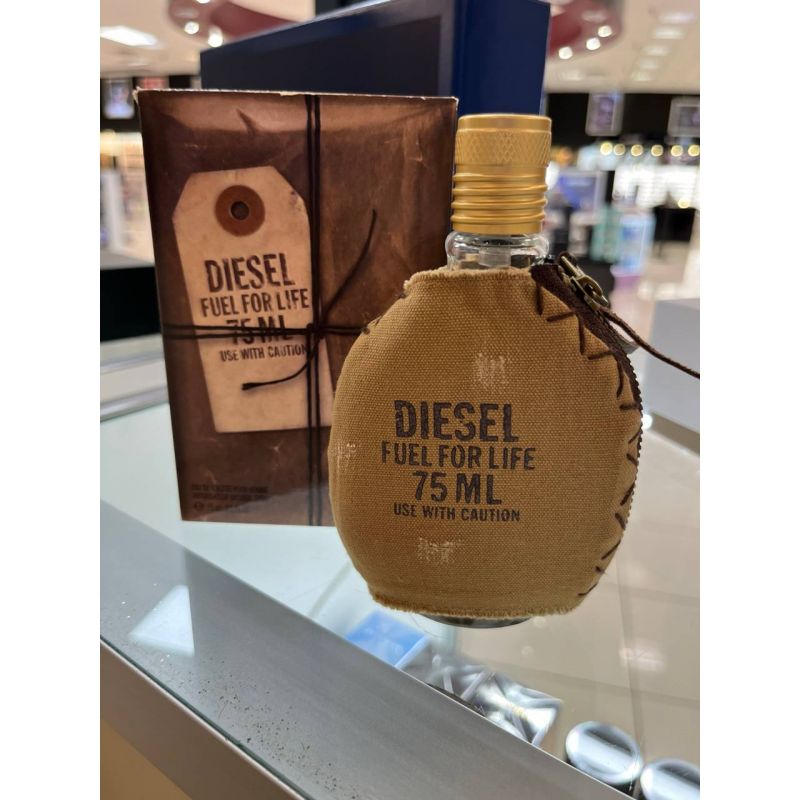 DIESEL
FUEL FOR LIFE
75 ML
USE WITH CAUTION
DIESEL
FUEL FOR LIFE
75 ML
USE WITH CAUTION